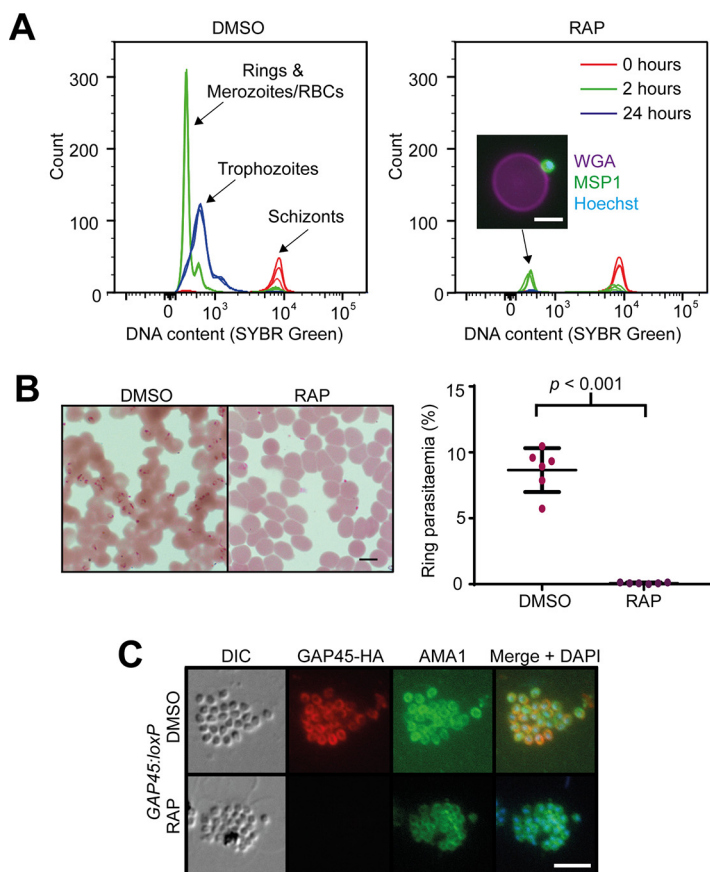 A
DMSO
RAP
Rings &
Merozoites/RBCs
Trophozoites
Schizonts
Count
300
200
100
0
0 10³ 10⁴ 10⁵
DNA content (SYBR Green)
0 hours
2 hours
24 hours
WGA
MSP1
Hoechst
Count
300
200
100
0
0 10³ 10⁴ 10⁵
DNA content (SYBR Green)
B
DMSO
RAP
p < 0.001
Ring parasitaemia (%)
15
10
5
0
DMSO
RAP
C
DIC
GAP45-HA
AMA1
Merge + DAPI
GAP45:loxP
DMSO
RAP